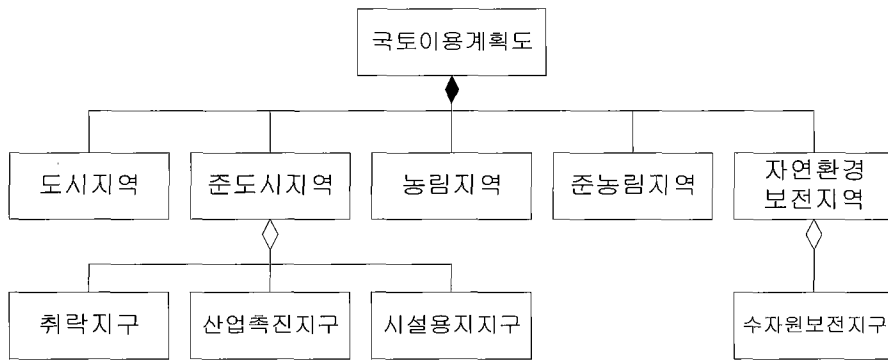 국토이용계획도
도시지역
준도시지역
농림지역
준농림지역
자연환경
보전지역
취락지구
산업촉진지구
시설용지지구
수자원보전지구